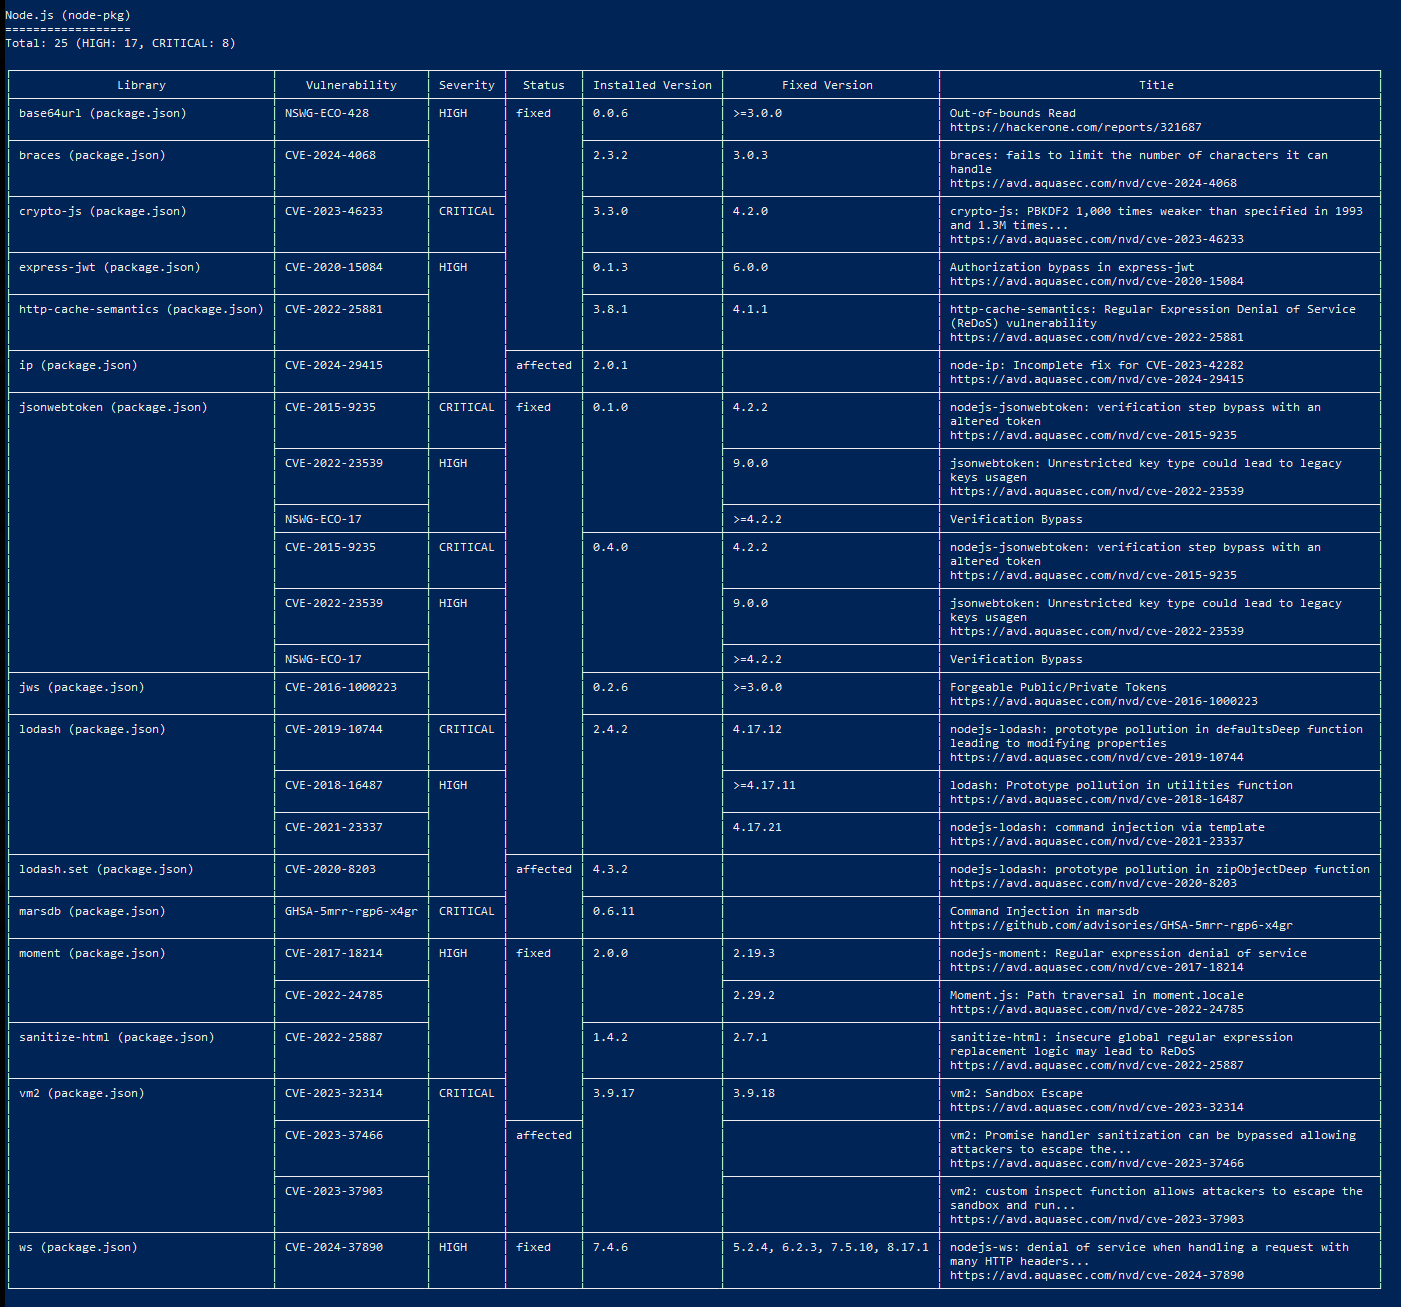 Node.js (node-pkg)
==================
Total: 25 (HIGH: 17, CRITICAL: 8)
Library Vulnerability Severity Status Installed Version Fixed Version Title
base64url (package.json) NSWG-ECO-428 HIGH fixed 0.0.6 >=3.0.0 Out-of-bounds Read
https://hackerone.com/reports/321687
braces (package.json) CVE-2024-4068 2.3.2 3.0.3 braces: fails to limit the number of characters it can
handle
https://avd.aquasec.com/nvd/cve-2024-4068
crypto-js (package.json) CVE-2023-46233 CRITICAL 3.3.0 4.2.0 crypto-js: PBKDF2 1,000 times weaker than specified in 1993
and 1.3M times...
https://avd.aquasec.com/nvd/cve-2023-46233
express-jwt (package.json) CVE-2020-15084 HIGH 0.1.3 6.0.0 Authorization bypass in express-jwt
https://avd.aquasec.com/nvd/cve-2020-15084
http-cache-semantics (package.json) CVE-2022-25881 3.8.1 4.1.1 http-cache-semantics: Regular Expression Denial of Service
(ReDoS) vulnerability
https://avd.aquasec.com/nvd/cve-2022-25881
ip (package.json) CVE-2024-29415 affected 2.0.1 node-ip: Incomplete fix for CVE-2023-42282
https://avd.aquasec.com/nvd/cve-2024-29415
jsonwebtoken (package.json) CVE-2015-9235 CRITICAL fixed 0.1.0 4.2.2 nodejs-jsonwebtoken: verification step bypass with an
altered token
https://avd.aquasec.com/nvd/cve-2015-9235
CVE-2022-23539 HIGH 9.0.0 jsonwebtoken: Unrestricted key type could lead to legacy
keys usagen
https://avd.aquasec.com/nvd/cve-2022-23539
NSWG-ECO-17 >=4.2.2 Verification Bypass
CVE-2015-9235 CRITICAL 0.4.0 4.2.2 nodejs-jsonwebtoken: verification step bypass with an
altered token
https://avd.aquasec.com/nvd/cve-2015-9235
CVE-2022-23539 HIGH 9.0.0 jsonwebtoken: Unrestricted key type could lead to legacy
keys usagen
https://avd.aquasec.com/nvd/cve-2022-23539
NSWG-ECO-17 >=4.2.2 Verification Bypass
jws (package.json) CVE-2016-1000223 0.2.6 >=3.0.0 Forgeable Public/Private Tokens
https://avd.aquasec.com/nvd/cve-2016-1000223
lodash (package.json) CVE-2019-10744 CRITICAL 2.4.2 4.17.12 nodejs-lodash: prototype pollution in defaultsDeep function
leading to modifying properties
https://avd.aquasec.com/nvd/cve-2019-10744
CVE-2018-16487 HIGH >=4.17.11 lodash: Prototype pollution in utilities function
https://avd.aquasec.com/nvd/cve-2018-16487
CVE-2021-23337 4.17.21 nodejs-lodash: command injection via template
https://avd.aquasec.com/nvd/cve-2021-23337
lodash.set (package.json) CVE-2020-8203 affected 4.3.2 nodejs-lodash: prototype pollution in zipObjectDeep function
https://avd.aquasec.com/nvd/cve-2020-8203
marsdb (package.json) GHSA-5mrr-rgp6-x4gr CRITICAL 0.6.11 Command Injection in marsdb
https://github.com/advisories/GHSA-5mrr-rgp6-x4gr
moment (package.json) CVE-2017-18214 HIGH fixed 2.0.0 2.19.3 nodejs-moment: Regular expression denial of service
https://avd.aquasec.com/nvd/cve-2017-18214
CVE-2022-24785 2.29.2 Moment.js: Path traversal in moment.locale
https://avd.aquasec.com/nvd/cve-2022-24785
sanitize-html (package.json) CVE-2022-25887 1.4.2 2.7.1 sanitize-html: insecure global regular expression
replacement logic may lead to ReDoS
https://avd.aquasec.com/nvd/cve-2022-25887
vm2 (package.json) CVE-2023-32314 CRITICAL 3.9.17 3.9.18 vm2: Sandbox Escape
https://avd.aquasec.com/nvd/cve-2023-32314
CVE-2023-37466 affected vm2: Promise handler sanitization can be bypassed allowing
attackers to escape the...
https://avd.aquasec.com/nvd/cve-2023-37466
CVE-2023-37903 vm2: custom inspect function allows attackers to escape the
sandbox and run...
https://avd.aquasec.com/nvd/cve-2023-37903
ws (package.json) CVE-2024-37890 HIGH fixed 7.4.6 5.2.4, 6.2.3, 7.5.10, 8.17.1 nodejs-ws: denial of service when handling a request with
many HTTP headers...
https://avd.aquasec.com/nvd/cve-2024-37890